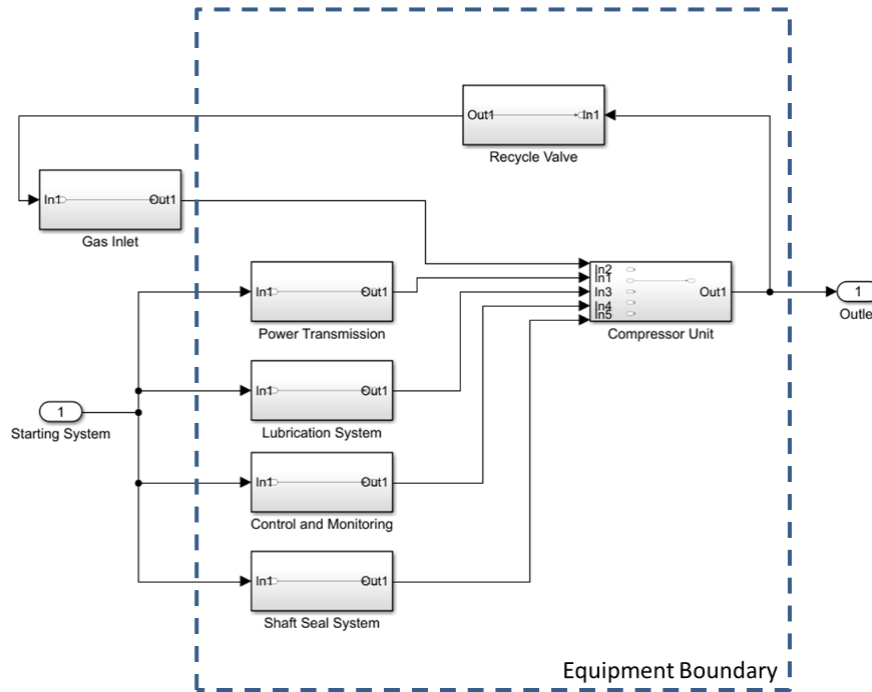 Out1 In1
Recycle Valve
In1 Out1
Gas Inlet
In1 Out1
Power Transmission
In2
In1
In3
In4
In5
Out1
Compressor Unit
1
Outle
1
Starting System
In1 Out1
Lubrication System
In1 Out1
Control and Monitoring
In1 Out1
Shaft Seal System
Equipment Boundary